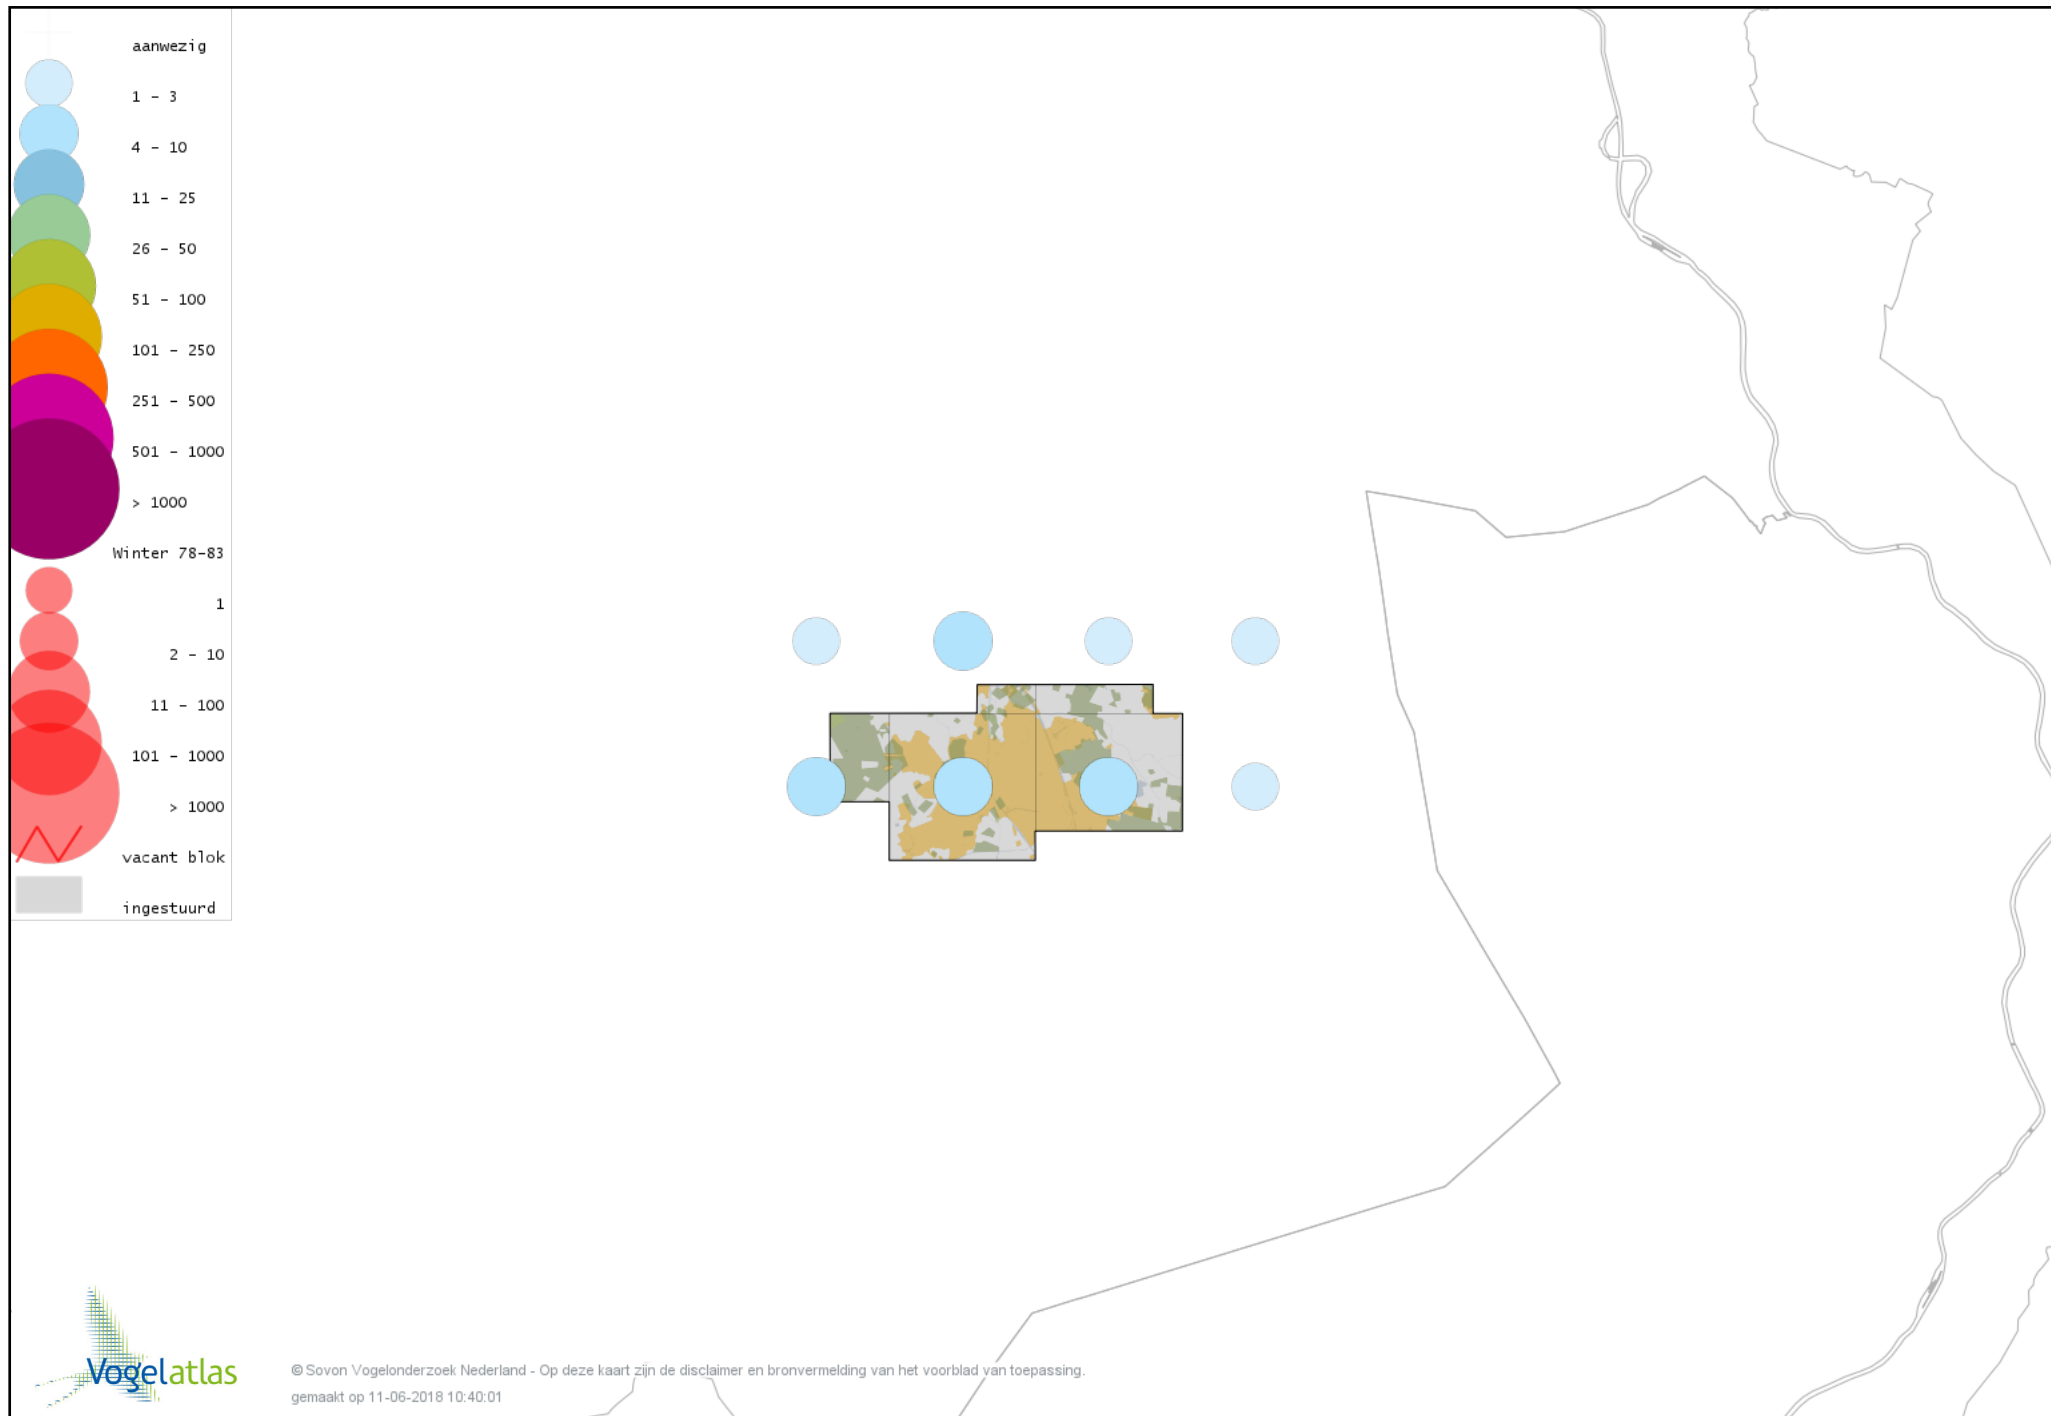 aanwezig
1 - 3
4 - 10
11 - 25
26 - 50
51 - 100
101 - 250
251 - 500
501 - 1000
> 1000
Winter 78-83
1
2 - 10
11 - 100
101 - 1000
> 1000
vacant blok
ingestuurd
Vogelatlas
© Sovon Vogelonderzoek Nederland - Op deze kaart zijn de disclaimer en bronvermelding van het voorblad van toepassing.
gemaakt op 11-06-2018 10:40:01